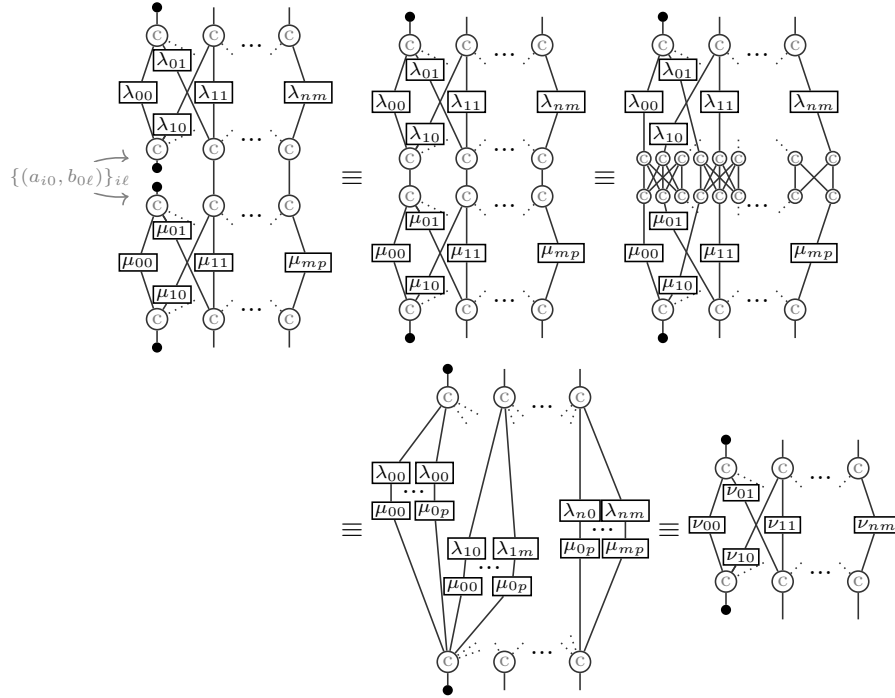 C C ... C C C ... C C C ... C
λ₀₁ λ₀₁ λ₀₁
λ₀₀ λ₁₁ λₙₘ λ₀₀ λ₁₁ λₙₘ λ₀₀ λ₁₁ λₙₘ
λ₁₀ λ₁₀ λ₁₀
C C ... C C C ... C C C C C C C ... C C
{(aᵢ₀, b₀ℓ)}ᵢℓ ≡ ≡
C C ... C C C ... C C C C C C C ... C C
μ₀₁ μ₀₁ μ₀₁
μ₀₀ μ₁₁ μₘₚ μ₀₀ μ₁₁ μₘₚ μ₀₀ μ₁₁ μₘₚ
μ₁₀ μ₁₀ μ₁₀
C C ... C C C ... C C C ... C
C C ... C
λ₀₀ λ₀₀ C C ... C
... ν₀₁
μ₀₀ μ₀ₚ λₙ₀ λₙₘ
≡ ... ≡ ν₀₀ ν₁₁ νₙₘ
λ₁₀ λ₁ₘ μ₀ₚ μₘₚ
... ν₁₀
μ₀₀ μ₀ₚ C C ... C
C C ... C